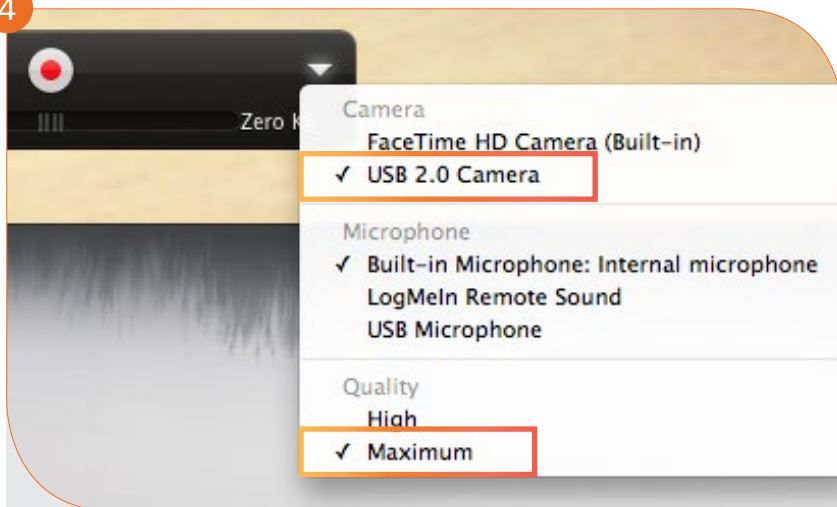 4
Zero K
Camera
FaceTime HD Camera (Built-in)
✓ USB 2.0 Camera
Microphone
✓ Built-in Microphone: Internal microphone
LogMeIn Remote Sound
USB Microphone
Quality
High
✓ Maximum